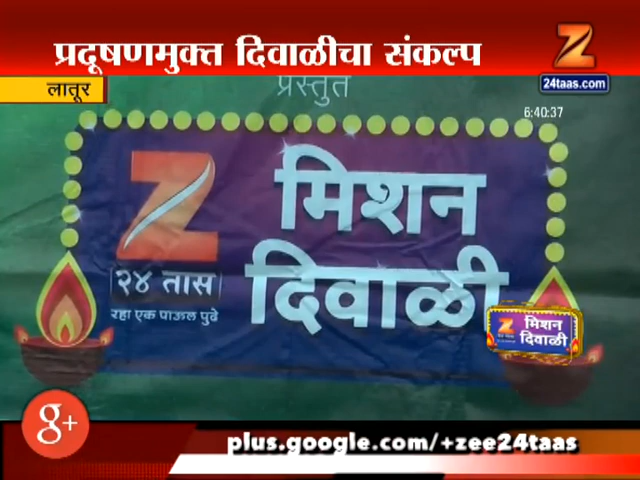 प्रदूषणमुक्त दिवाळीचा संकल्प
लातूर
24taas.com
6:40:37
प्रस्तुत
मिशन
दिवाळी
२४ तास
रहा एक पाऊल पुढे
मिशन
दिवाळी
g+
plus.google.com/+zee24taas